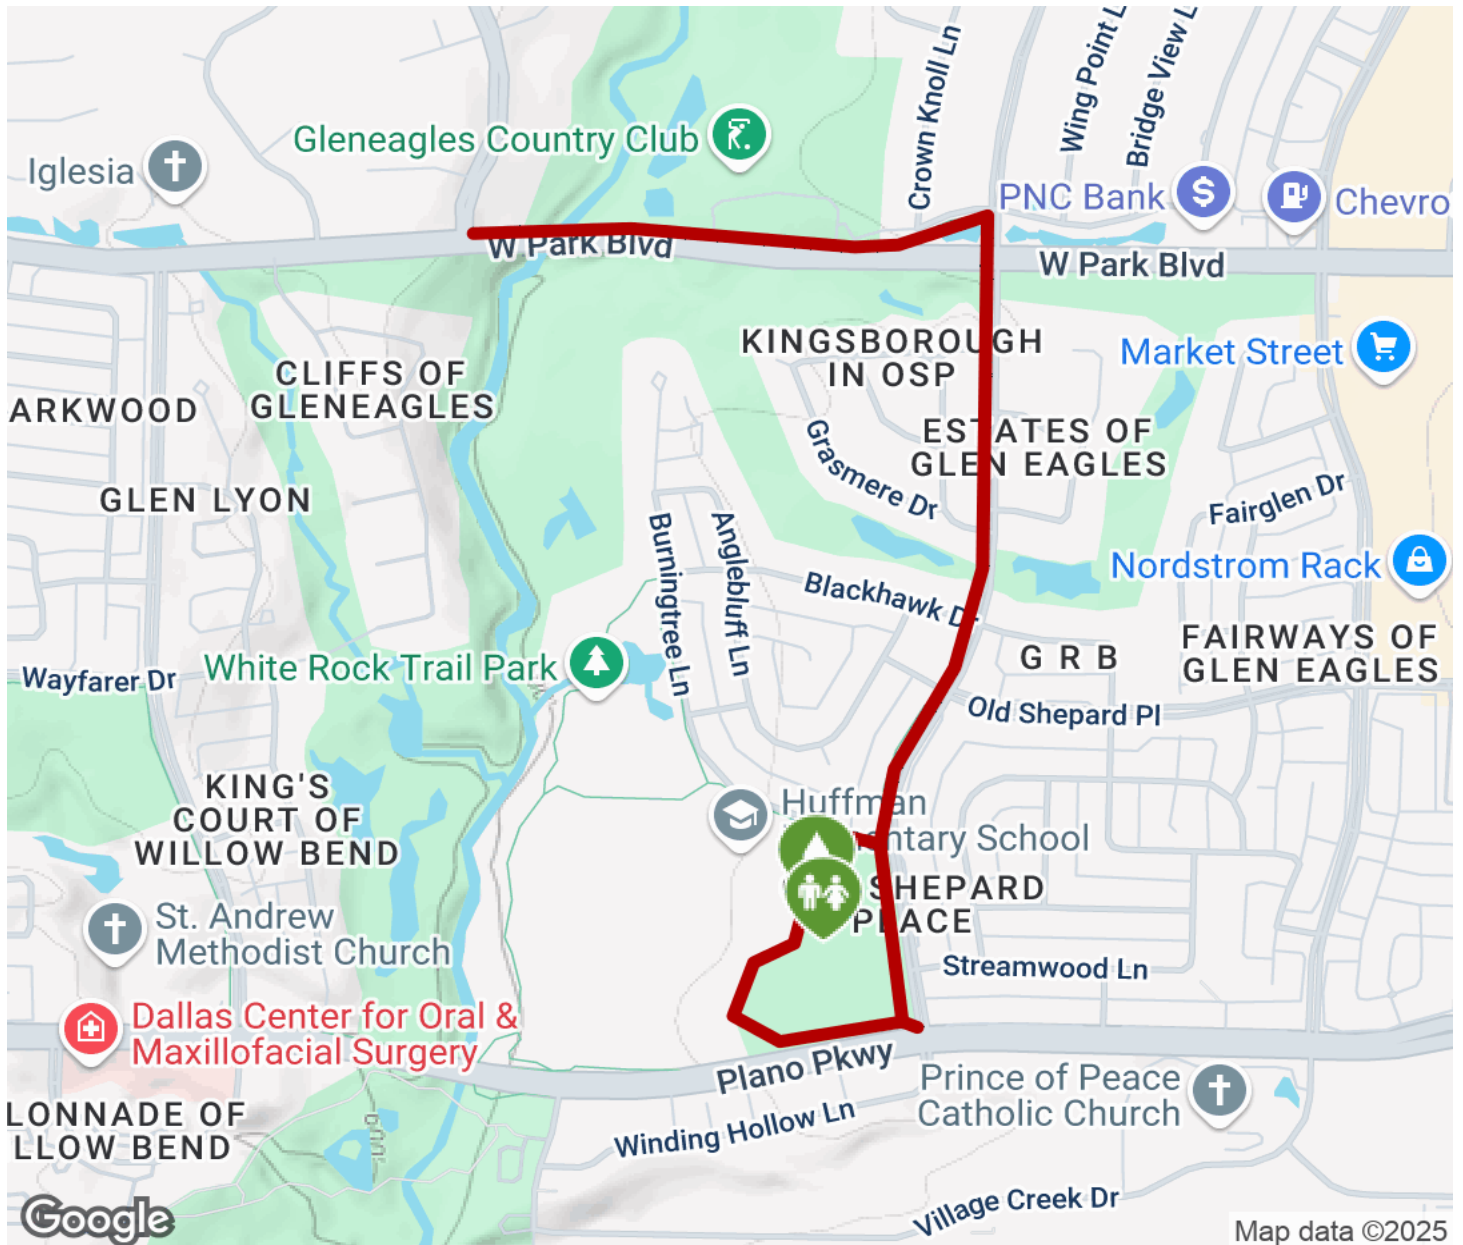 Crown Knoll Ln
Wing Point L
Bridge View L
Gleneagles Country Club
Iglesia
PNC Bank
$
Chevro
W Park Blvd
W Park Blvd
KINGSBOROUGH
IN OSP
Market Street
CLIFFS OF
GLENEAGLES
ARKWOOD
ESTATES OF
GLEN EAGLES
Grasmere Dr
GLEN LYON
Fairglen Dr
Burningtree Ln
Anglebluff Ln
Nordstrom Rack
Blackhawk Dr
FAIRWAYS OF
GLEN EAGLES
G R B
White Rock Trail Park
Wayfarer Dr
Old Shepard Pl
KING'S
COURT OF
WILLOW BEND
Huffman
entary School
SHEPARD
PLACE
St. Andrew
Methodist Church
Streamwood Ln
Dallas Center for Oral &
Maxillofacial Surgery
Plano Pkwy
Prince of Peace
Catholic Church
LONNADE OF
LLOW BEND
Winding Hollow Ln
Village Creek Dr
Google
Map data ©2025